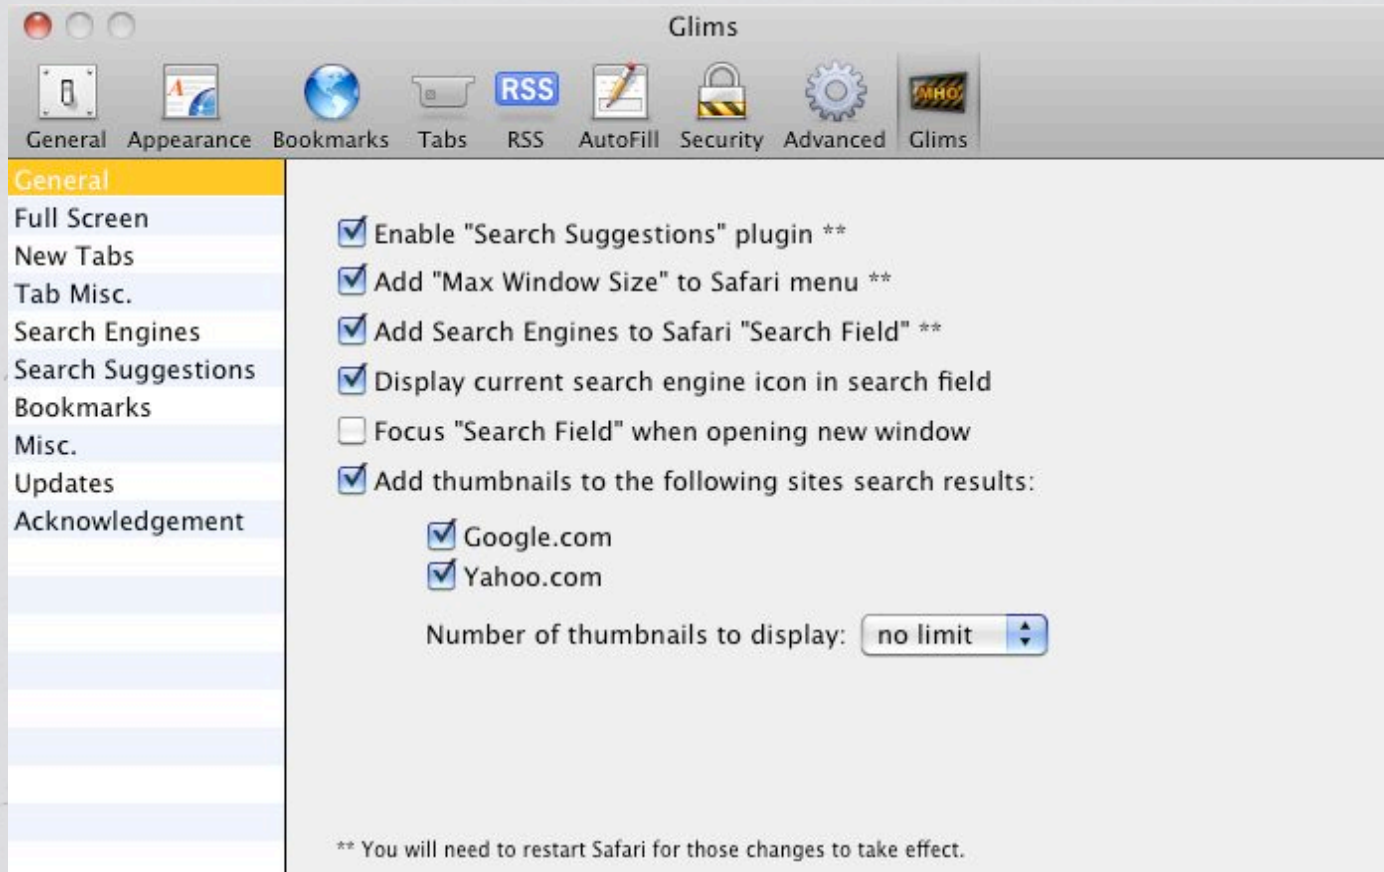 Glims
RSS
MHO
General Appearance Bookmarks Tabs RSS AutoFill Security Advanced Glims
General
Full Screen
New Tabs
Tab Misc.
Search Engines
Search Suggestions
Bookmarks
Misc.
Updates
Acknowledgement
Enable "Search Suggestions" plugin **
Add "Max Window Size" to Safari menu **
Add Search Engines to Safari "Search Field" **
Display current search engine icon in search field
Focus "Search Field" when opening new window
Add thumbnails to the following sites search results:
Google.com
Yahoo.com
Number of thumbnails to display: no limit
** You will need to restart Safari for those changes to take effect.